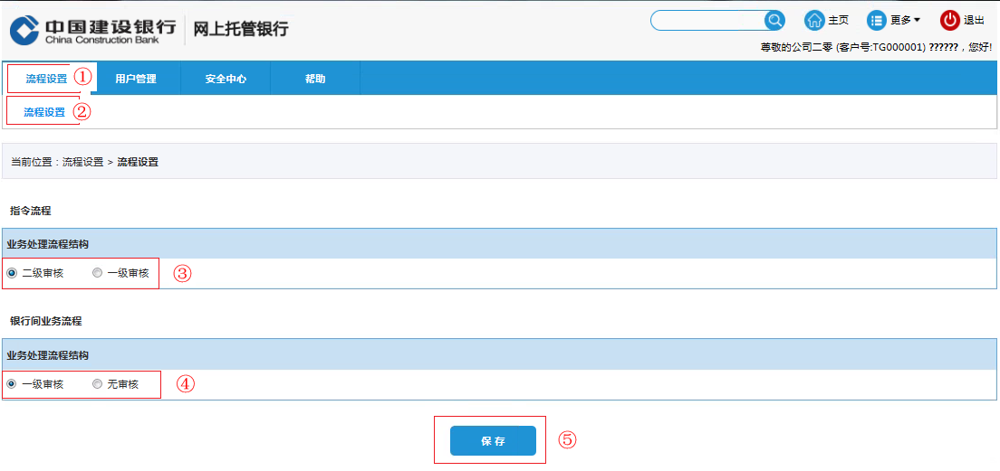 中国建设银行
China Construction Bank
网上托管银行
主页 更多 退出
尊敬的公司二零 (客户号:TG000001) ??????，您好!
流程设置 ① 用户管理 安全中心 帮助
流程设置 ②
当前位置：流程设置 > 流程设置
指令流程
业务处理流程结构
二级审核 一级审核 ③
银行间业务流程
业务处理流程结构
一级审核 无审核 ④
保存 ⑤